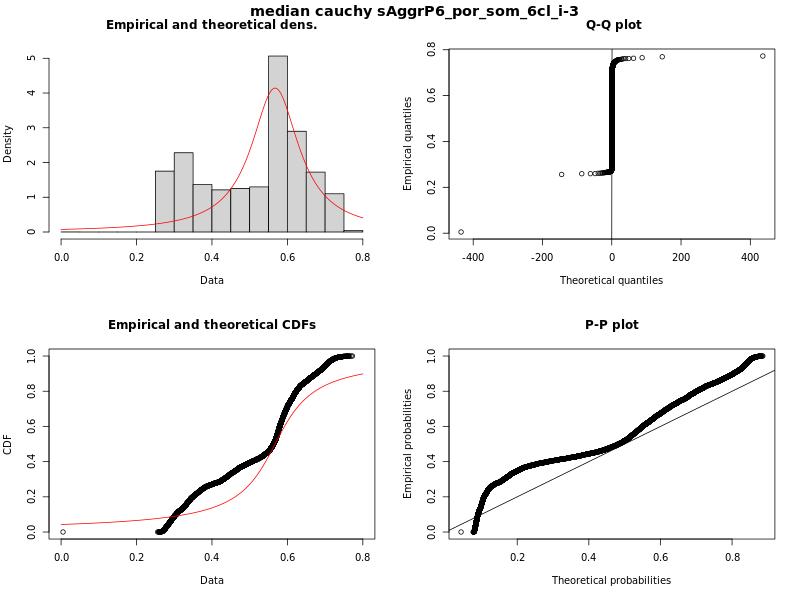 median cauchy sAggrP6_por_som_6cl_i-3
Empirical and theoretical dens.
Density
0 1 2 3 4 5
0.0 0.2 0.4 0.6 0.8
Data
Q-Q plot
Empirical quantiles
0.0 0.2 0.4 0.6 0.8
-400 -200 0 200 400
Theoretical quantiles
Empirical and theoretical CDFs
CDF
0.0 0.2 0.4 0.6 0.8 1.0
0.0 0.2 0.4 0.6 0.8
Data
P-P plot
Empirical probabilities
0.0 0.2 0.4 0.6 0.8 1.0
0.2 0.4 0.6 0.8
Theoretical probabilities